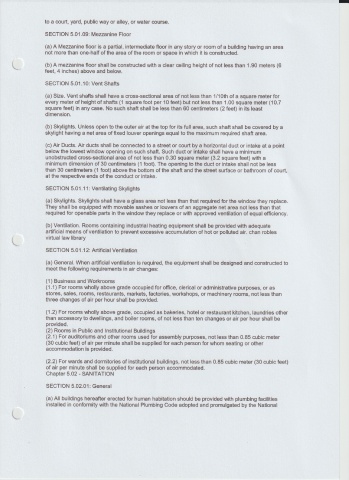 to a court, yard, public way or alley, or water course.
SECTION 5.01.09: Mezzanine Floor
(a) A Mezzanine floor is a partial, intermediate floor in any story or room of a building having an area
not more than one-half of the area of the room or space in which it is constructed.
(b) A mezzanine floor shall be constructed with a clear ceiling height of not less than 1.90 meters (6
feet, 4 inches) above and below.
SECTION 5.01.10: Vent Shafts
(a) Size. Vent shafts shall have a cross-sectional area of not less than 1/10th of a square meter for
every meter of height of shafts (1 square foot per 10 feet) but not less than 1.00 square meter (10.7
square feet) in any case. No such shaft shall be less than 60 centimeters (2 feet) in its least
dimension.
(b) Skylights. Unless open to the outer air at the top for its full area, such shaft shall be covered by a
skylight having a net area of fixed louver openings equal to the maximum required shaft area.
(c) Air Ducts. Air ducts shall be connected to a street or court by a horizontal duct or intake at a point
below the lowest window opening on such shaft. Such duct or intake shall have a minimum
unobstructed cross-sectional area of not less than 0.30 square meter (3.2 square feet) with a
minimum dimension of 30 centimeters (1 foot). The opening to the duct or intake shall not be less
than 30 centimeters (1 foot) above the bottom of the shaft and the street surface or bottom of court,
at the respective ends of the conduct or intake.
SECTION 5.01.11: Ventilating Skylights
(a) Skylights. Skylights shall have a glass area not less than that required for the window they replace.
They shall be equipped with movable sashes or louvers of an aggregate net area not less than that
required for openable parts in the window they replace or with approved ventilation of equal efficiency.
(b) Ventilation. Rooms containing industrial heating equipment shall be provided with adequate
artificial means of ventilation to prevent excessive accumulation of hot or polluted air. chan robles
virtual law library
SECTION 5.01.12: Artificial Ventilation
(a) General. When artificial ventilation is required, the equipment shall be designed and constructed to
meet the following requirements in air changes:
(1) Business and Workrooms
(1.1) For rooms wholly above grade occupied for office, clerical or administrative purposes, or as
stores, sales, rooms, restaurants, markets, factories, workshops, or machinery rooms, not less than
three changes of air per hour shall be provided.
(1.2) For rooms wholly above grade, occupied as bakeries, hotel or restaurant kitchen, laundries other
than accessory to dwellings, and boiler rooms, of not less than ten changes or air per hour shall be
provided.
(2) Rooms in Public and Institutional Buildings
(2.1) For auditoriums and other rooms used for assembly purposes, not less than 0.85 cubic meter
(30 cubic feet) of air per minute shall be supplied for each person for whom seating or other
accommodation is provided.
(2.2) For wards and dormitories of institutional buildings, not less than 0.85 cubic meter (30 cubic feet)
of air per minute shall be supplied for each person accommodated.
Chapter 5.02 - SANITATION
SECTION 5.02.01: General
(a) All buildings hereafter erected for human habitation should be provided with plumbing facilities
installed in conformity with the National Plumbing Code adopted and promulgated by the National